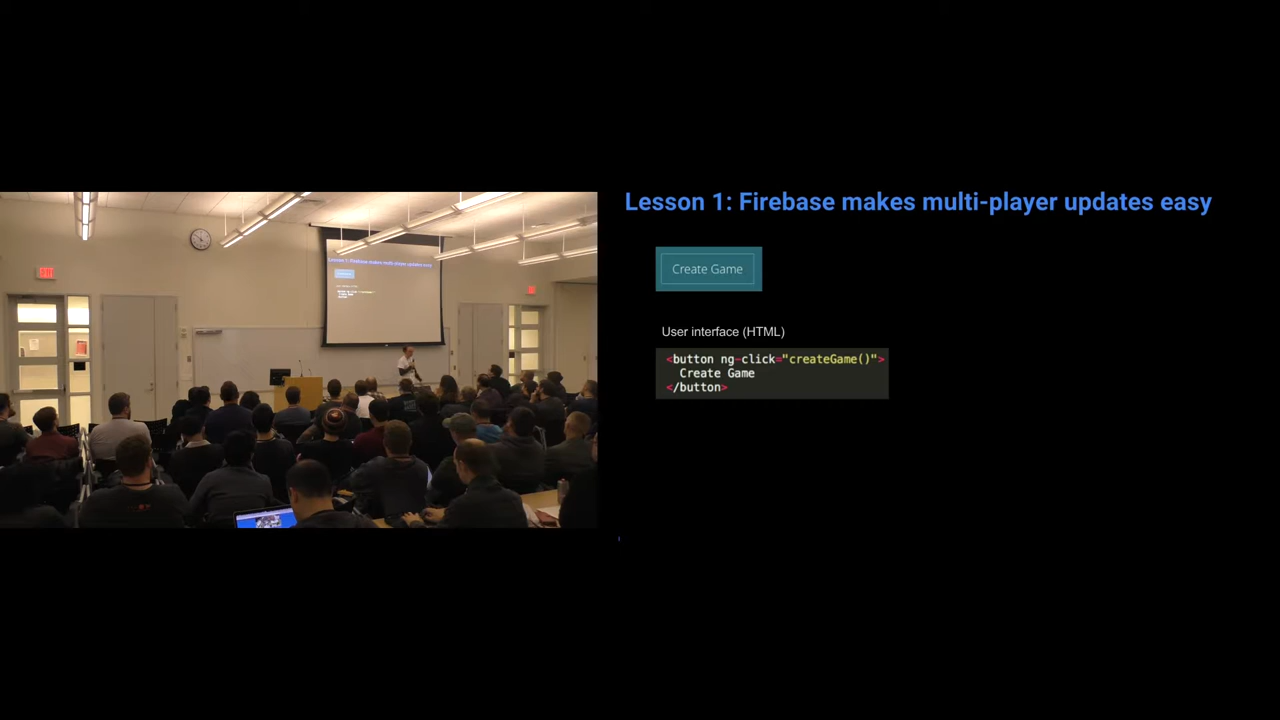 Lesson 1: Firebase makes multi-player updates easy
Create Game
User interface (HTML)
<button ng-click="createGame()">
Create Game
</button>